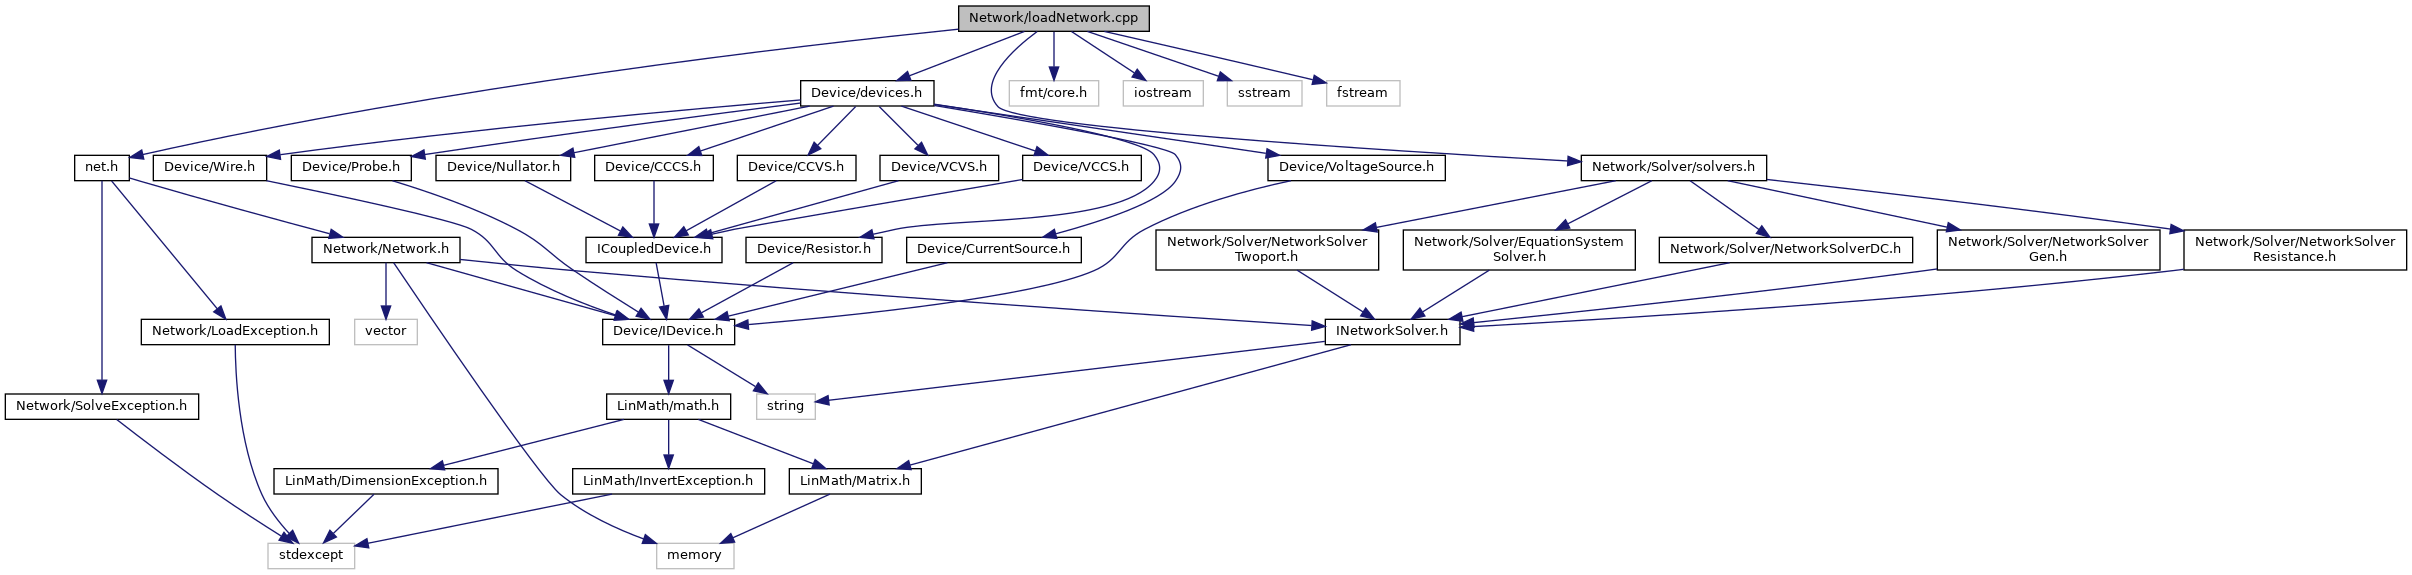 Network/loadNetwork.cpp
Device/devices.h
fmt/core.h
iostream
sstream
fstream
net.h
Device/Wire.h
Device/Probe.h
Device/Nullator.h
Device/CCCS.h
Device/CCVS.h
Device/VCVS.h
Device/VCCS.h
Device/VoltageSource.h
Network/Solver/solvers.h
Network/Network.h
ICoupledDevice.h
Device/Resistor.h
Device/CurrentSource.h
Network/Solver/NetworkSolver
Twoport.h
Network/Solver/EquationSystem
Solver.h
Network/Solver/NetworkSolverDC.h
Network/Solver/NetworkSolver
Gen.h
Network/Solver/NetworkSolver
Resistance.h
Network/LoadException.h
vector
Device/IDevice.h
INetworkSolver.h
Network/SolveException.h
LinMath/math.h
string
LinMath/DimensionException.h
LinMath/InvertException.h
LinMath/Matrix.h
stdexcept
memory